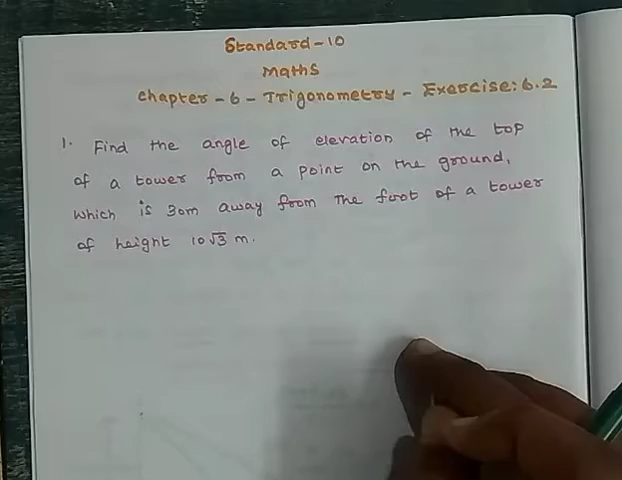 Standard-10
Maths
Chapter - 6 - Trigonometry - Exercise: 6.2
1. Find the angle of elevation of the top
of a tower from a point on the ground,
which is 30m away from the foot of a tower
of height 10√3 m.